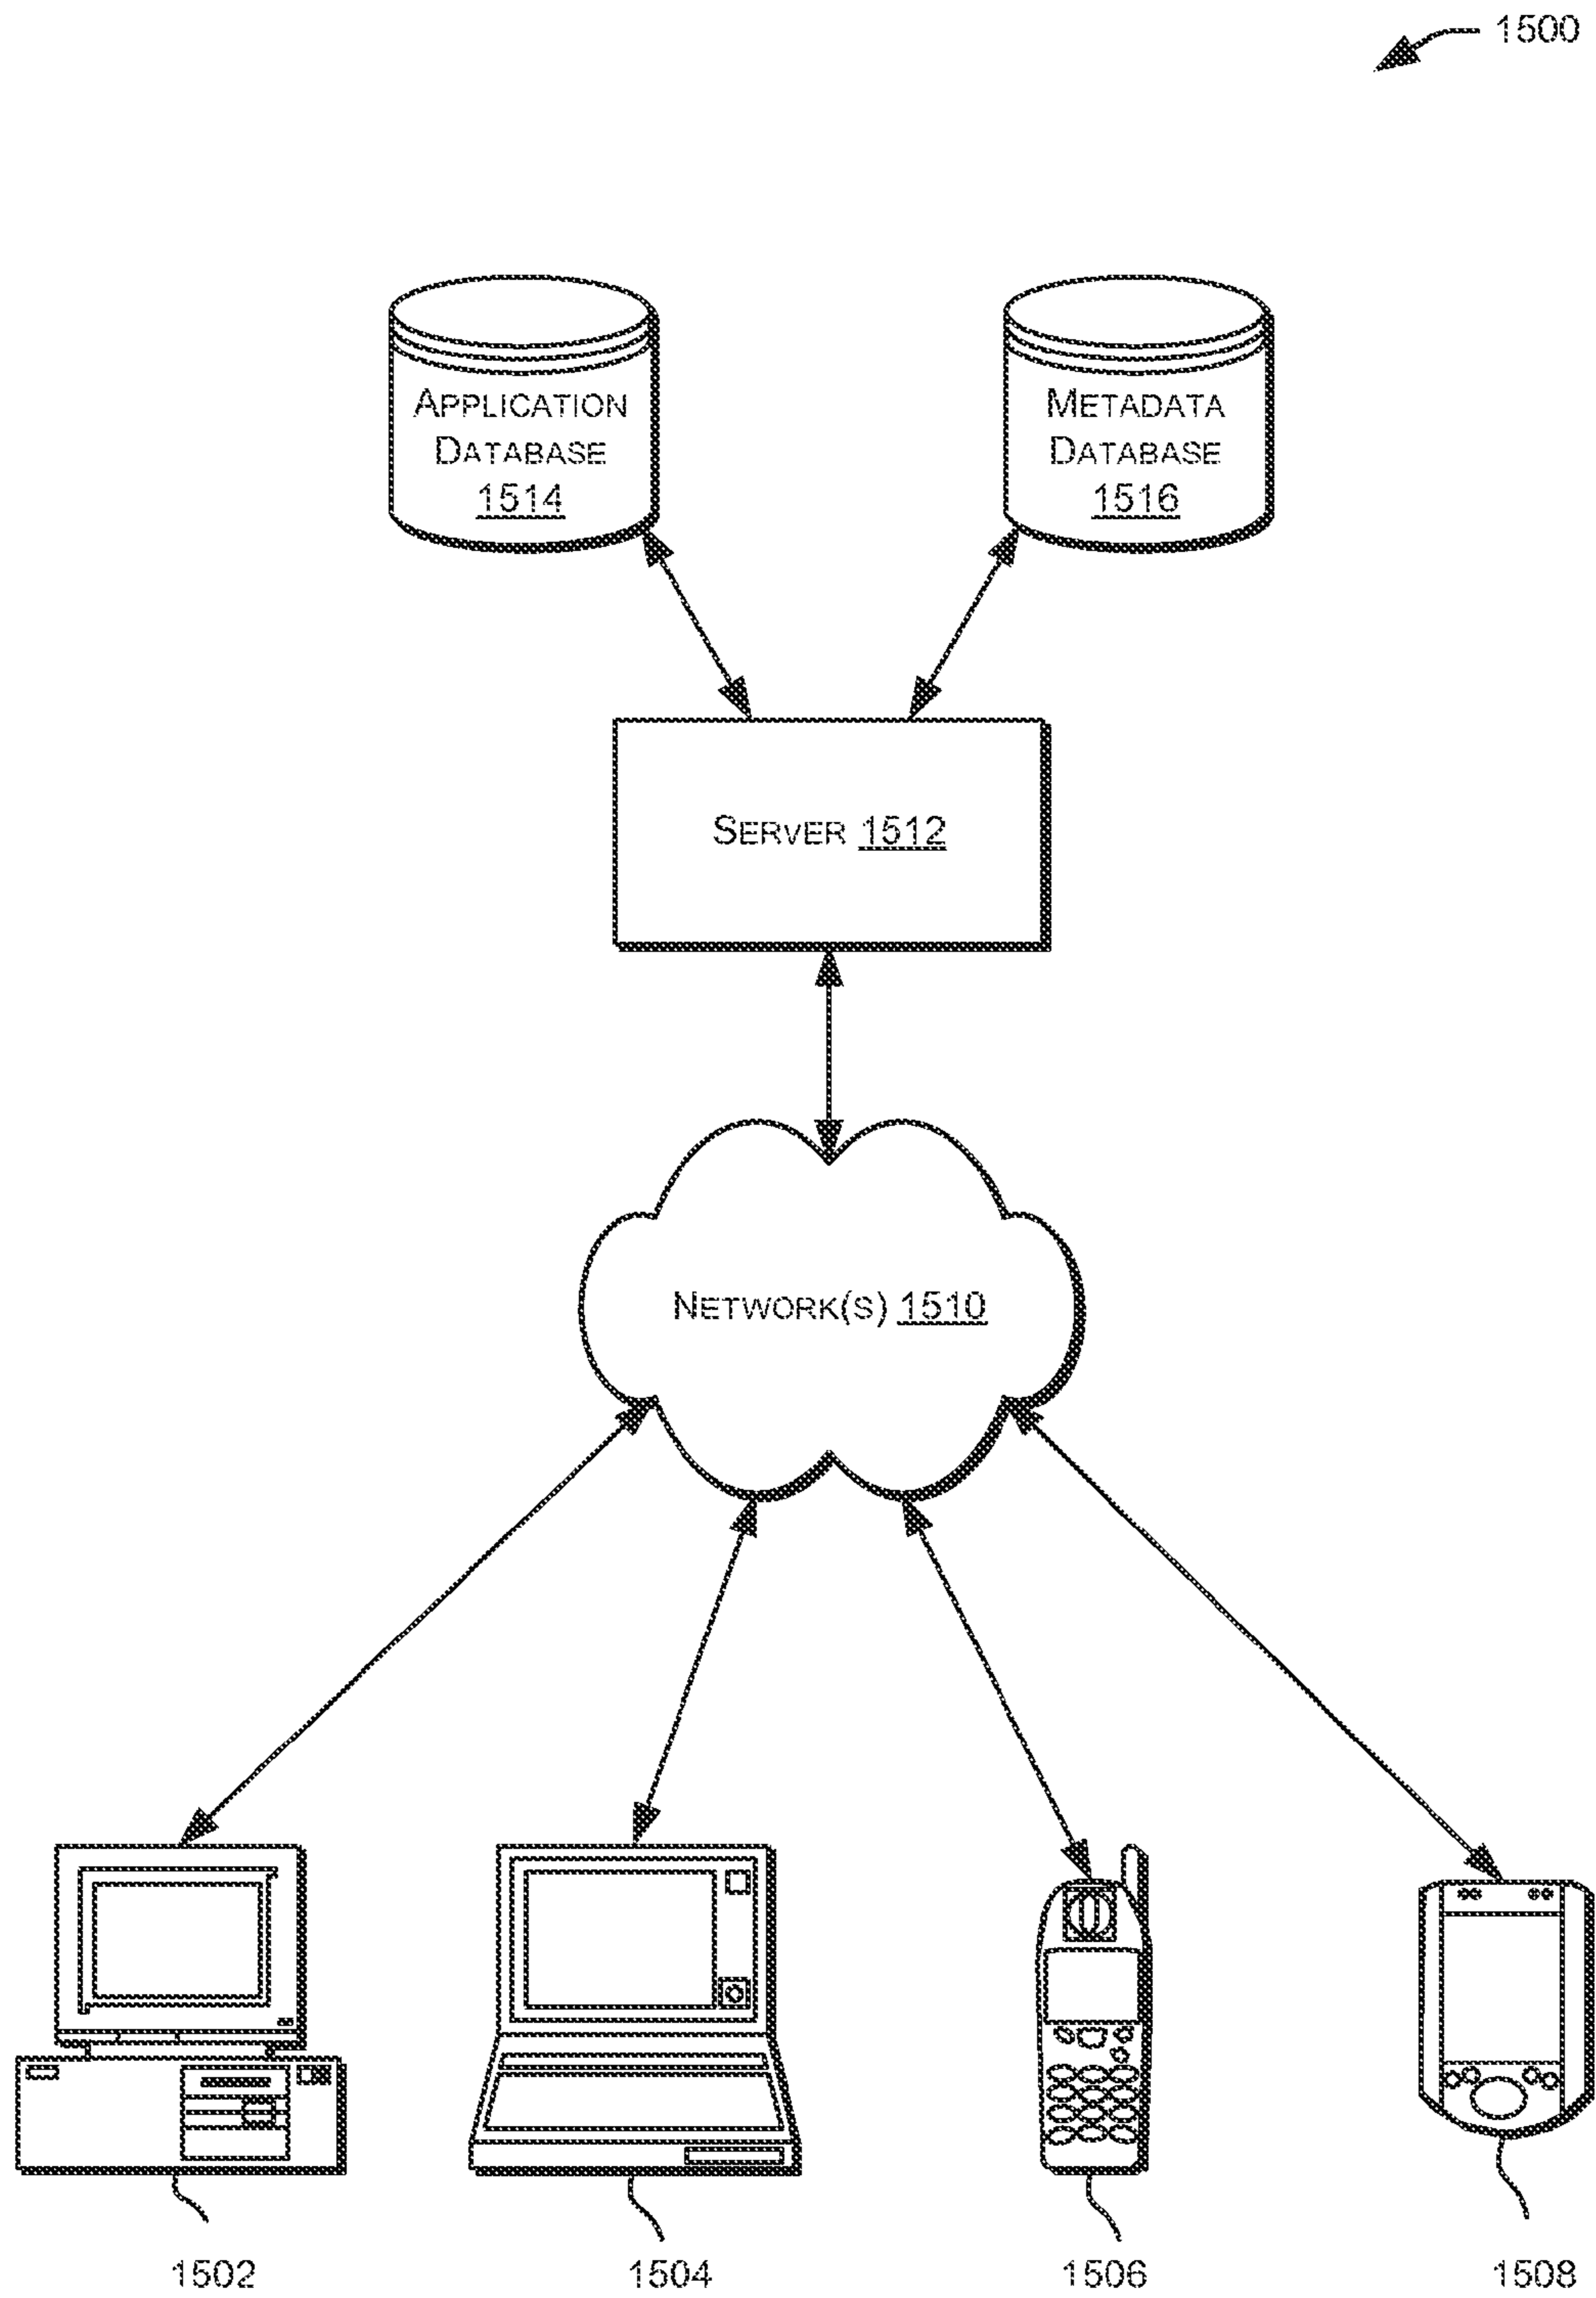 1500
APPLICATION
DATABASE
1514
METADATA
DATABASE
1516
SERVER 1512
NETWORK(S) 1510
1502
1504
1506
1508